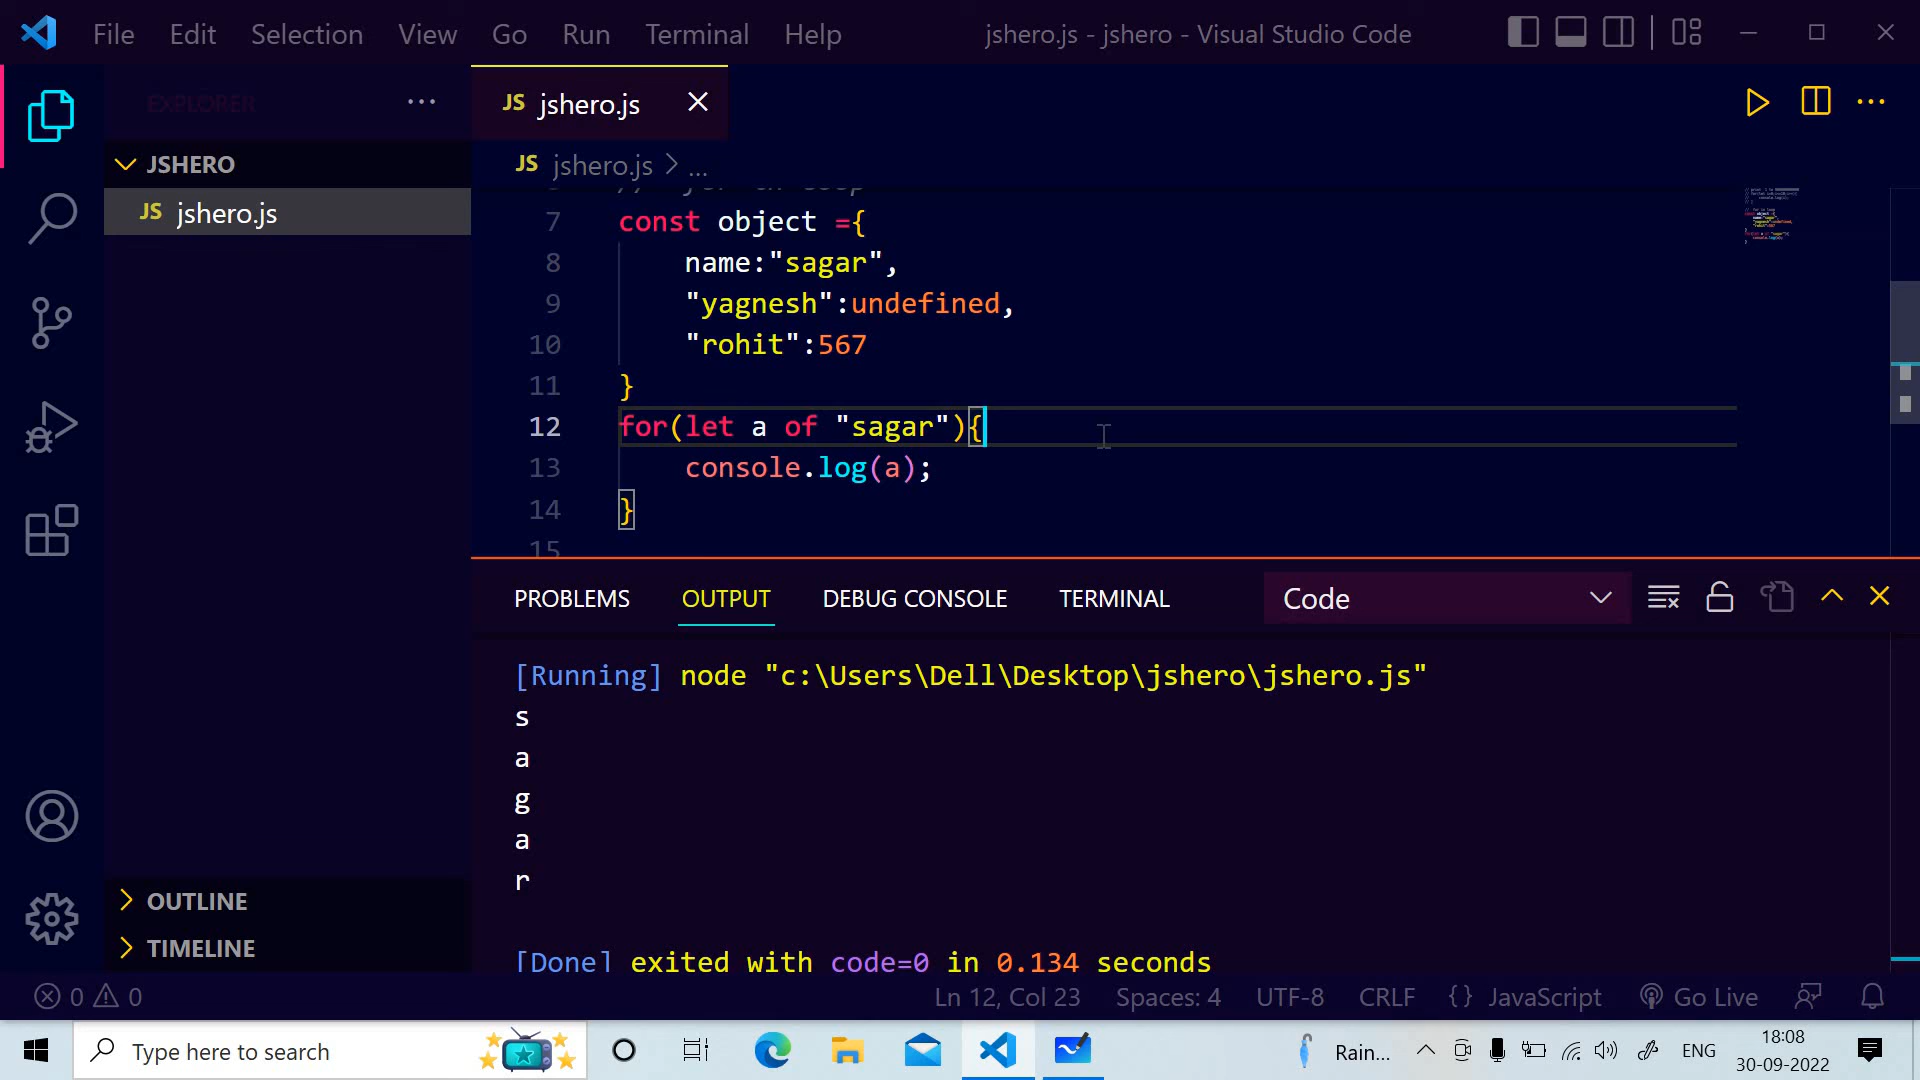 File Edit Selection View Go Run Terminal Help jshero.js - jshero - Visual Studio Code
EXPLORER ...
JS jshero.js
JSHERO
JS jshero.js
JS jshero.js > ...
7 const object ={
8 name:"sagar",
9 "yagnesh":undefined,
10 "rohit":567
11 }
12 for(let a of "sagar"){
13 console.log(a);
14 }
15
PROBLEMS OUTPUT DEBUG CONSOLE TERMINAL Code
[Running] node "c:\Users\Dell\Desktop\jshero\jshero.js"
s
a
g
a
r
[Done] exited with code=0 in 0.134 seconds
OUTLINE
TIMELINE
0 0 Ln 12, Col 23 Spaces: 4 UTF-8 CRLF {} JavaScript Go Live
Type here to search Rain... ENG 18:08
30-09-2022